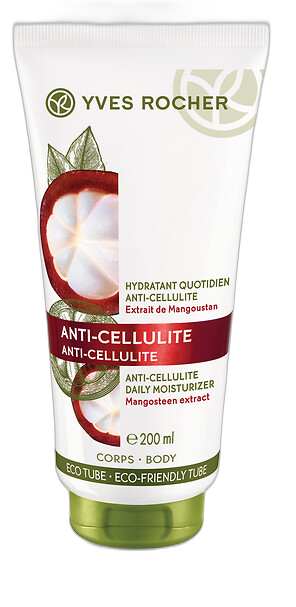 YVES ROCHER
HYDRATANT QUOTIDIEN
ANTI-CELLULITE
Extrait de Mangoustan
ANTI-CELLULITE
ANTI-CELLULITE
ANTI-CELLULITE
DAILY MOISTURIZER
Mangosteen extract
℮200 ml
CORPS • BODY
ECO TUBE • ECO-FRIENDLY TUBE